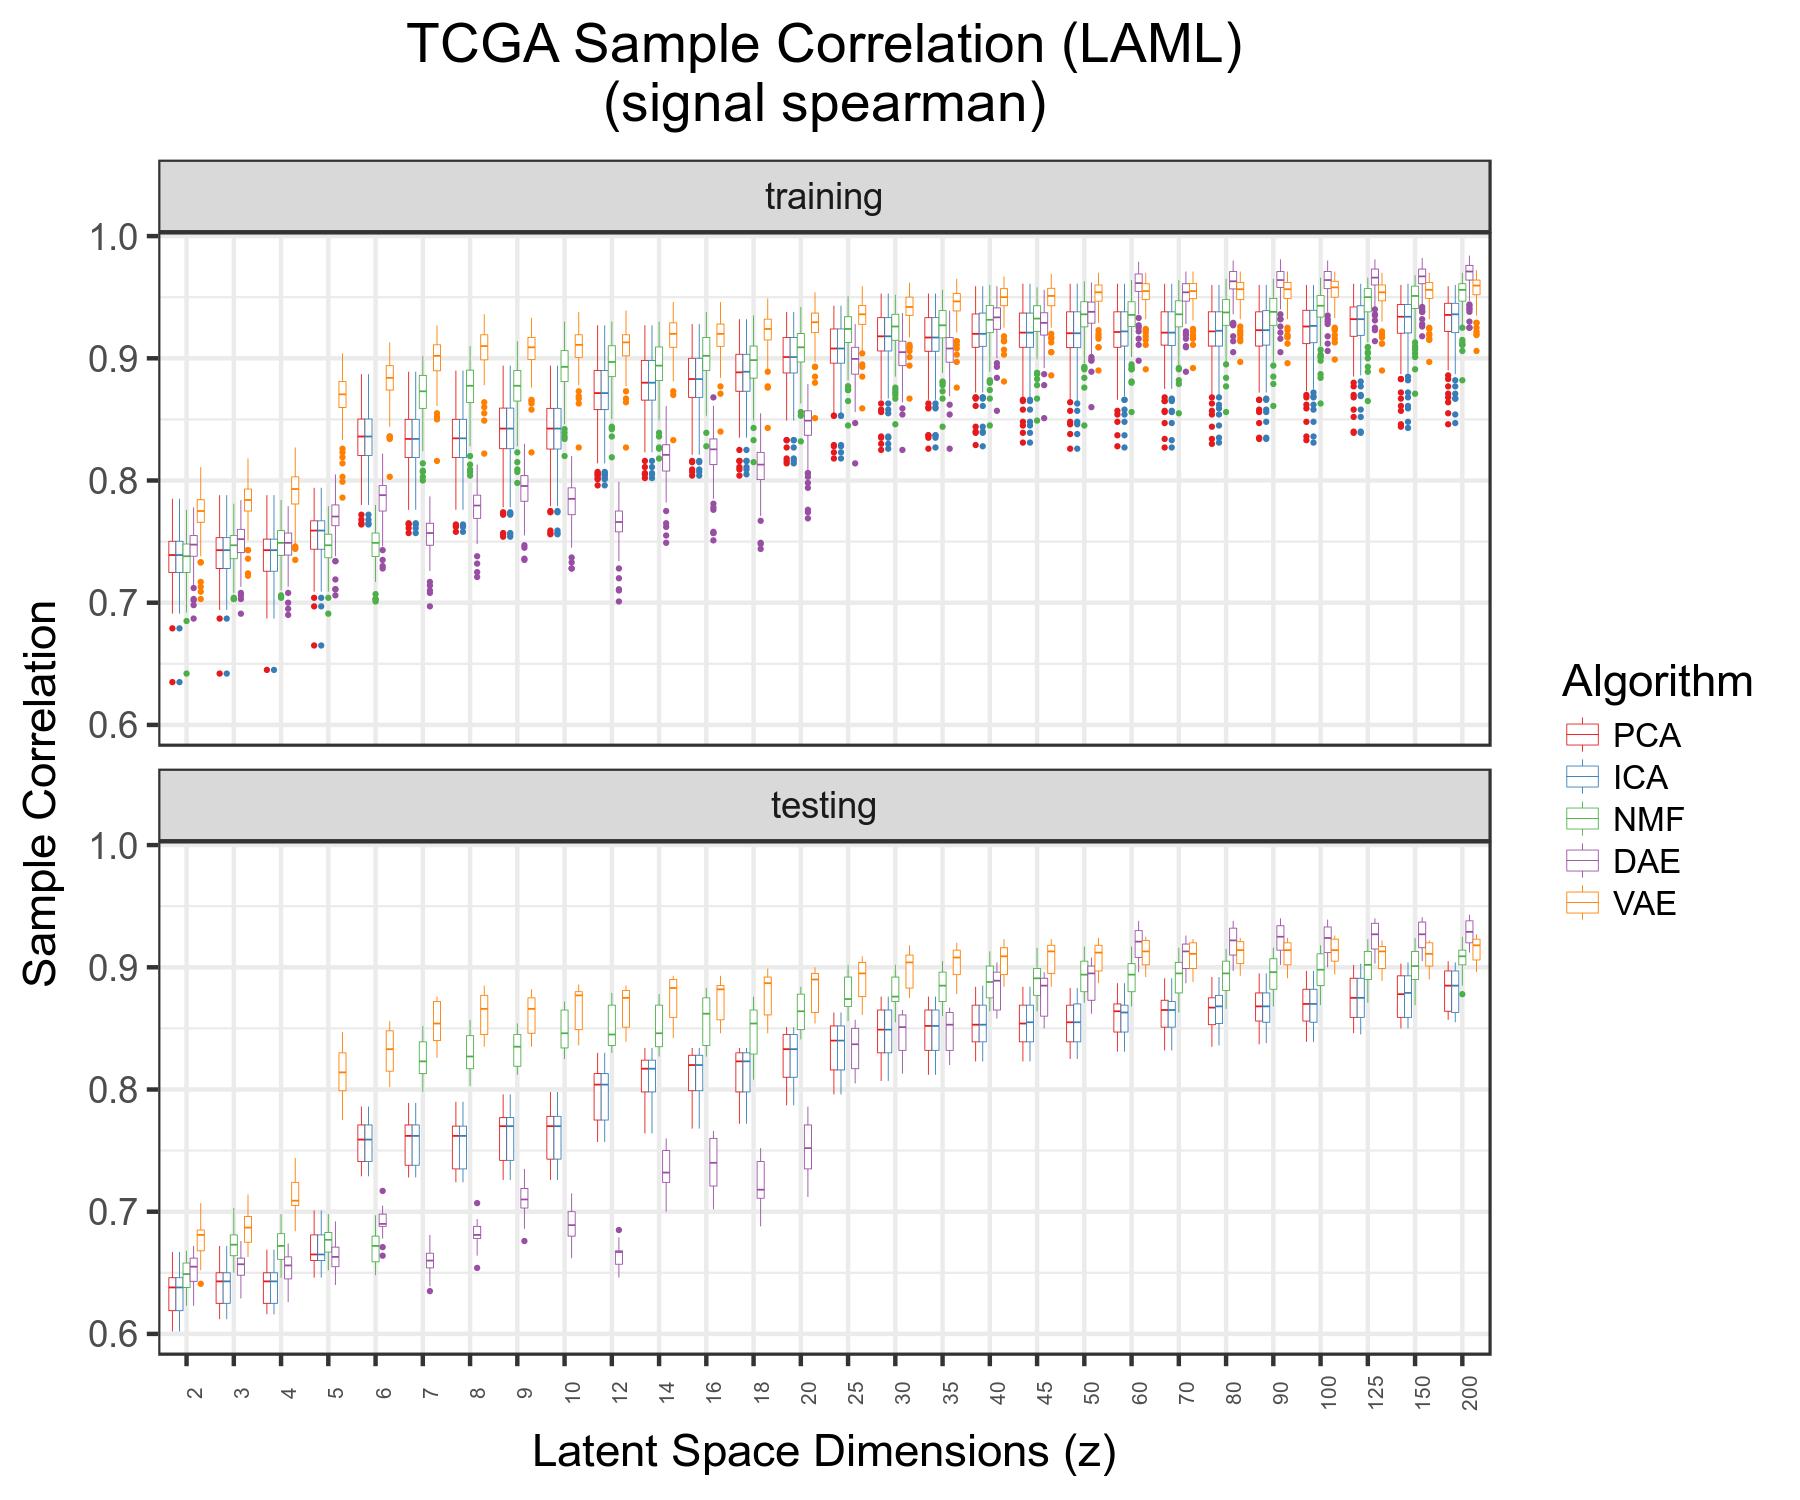 TCGA Sample Correlation (LAML)
(signal spearman)
training
1.0
0.9
0.8
0.7
0.6
testing
1.0
0.9
0.8
0.7
0.6
Sample Correlation
2 3 4 5 6 7 8 9 10 12 14 16 18 20 25 30 35 40 45 50 60 70 80 90 100 125 150 200
Latent Space Dimensions (z)
Algorithm
PCA
ICA
NMF
DAE
VAE